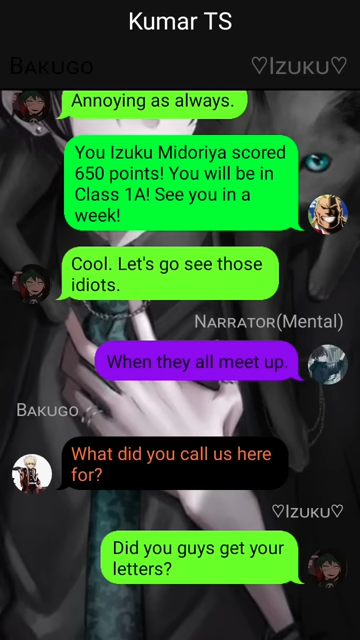 Kumar TS
Bakugo
♡Izuku♡
Annoying as always.
You Izuku Midoriya scored
650 points! You will be in
Class 1A! See you in a
week!
Cool. Let's go see those
idiots.
Narrator(Mental)
When they all meet up.
Bakugo
What did you call us here
for?
♡Izuku♡
Did you guys get your
letters?